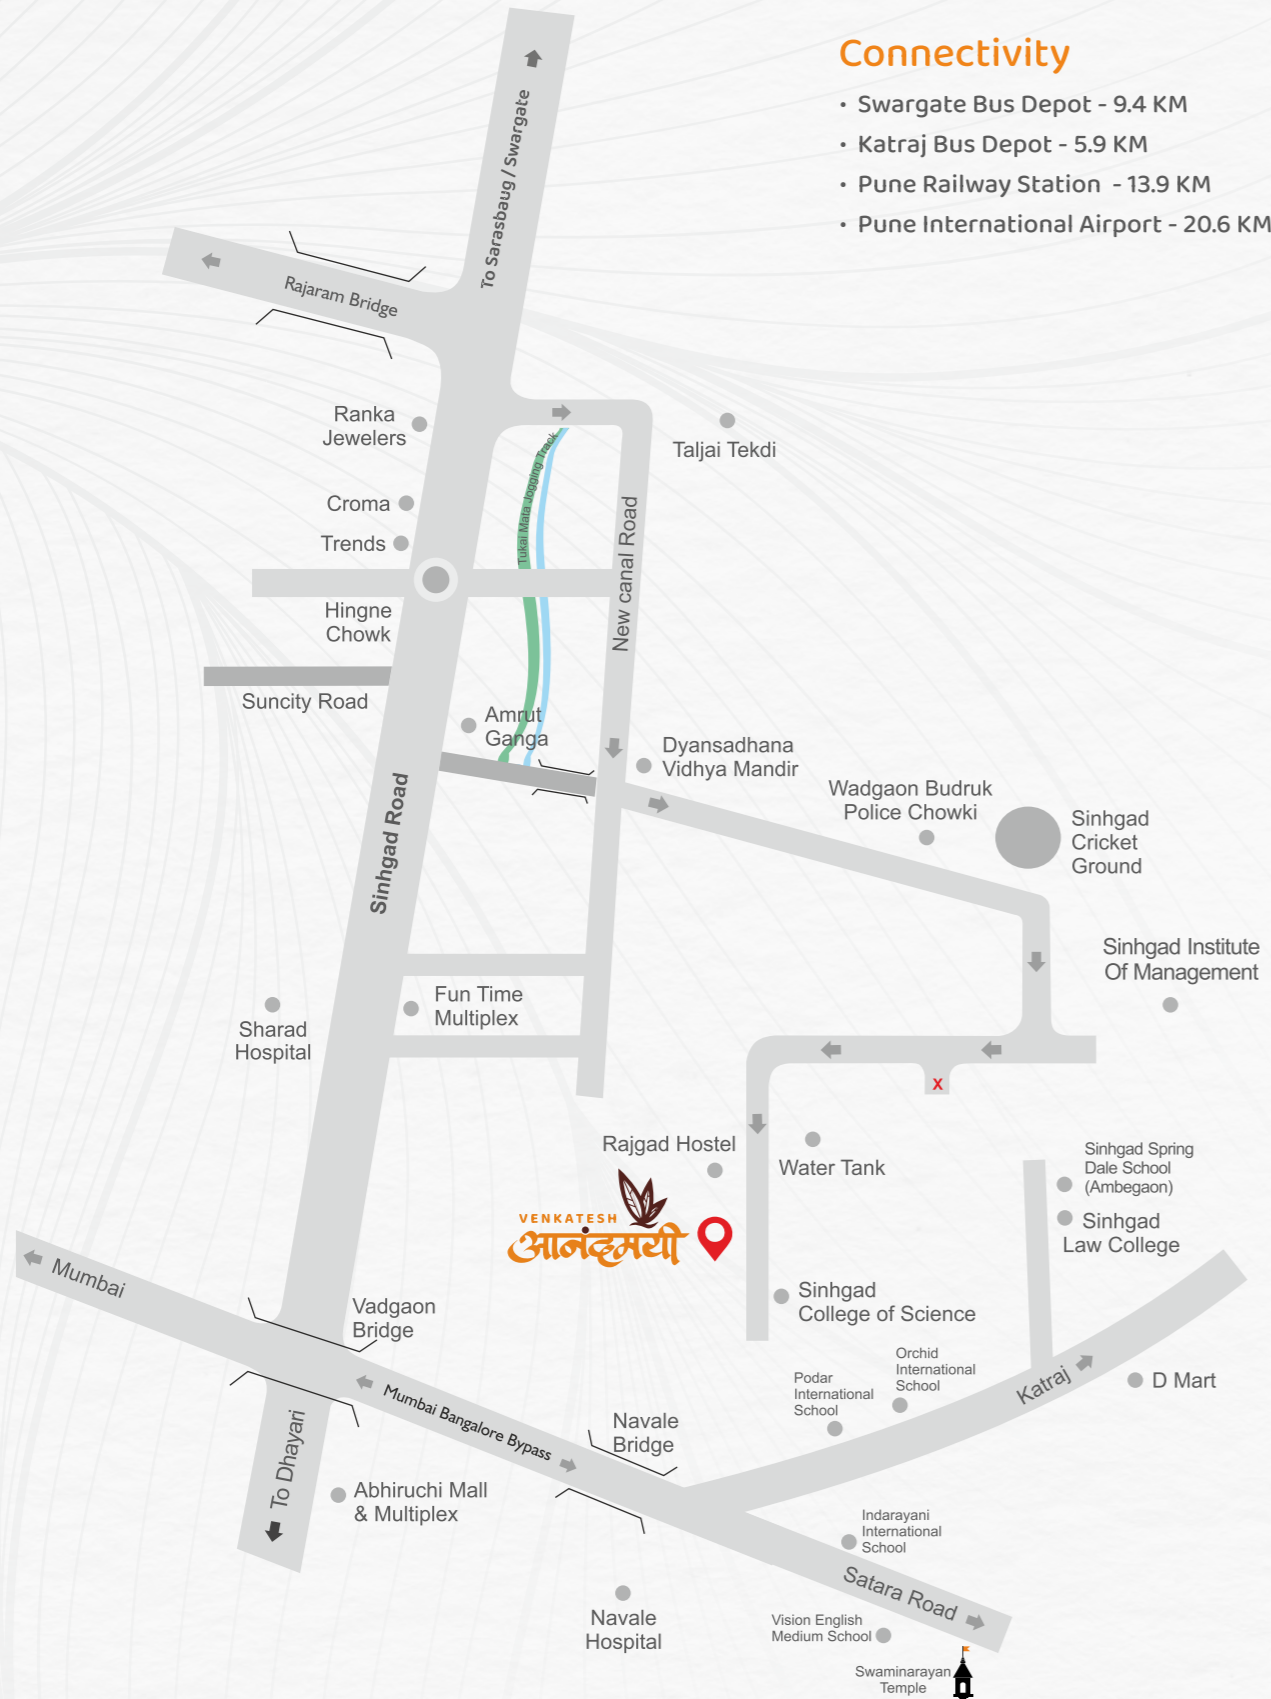 Connectivity
• Swargate Bus Depot - 9.4 KM
• Katraj Bus Depot - 5.9 KM
• Pune Railway Station - 13.9 KM
• Pune International Airport - 20.6 KM
To Sarasbaug / Swargate
Rajaram Bridge
Ranka
Jewelers
Taljai Tekdi
Tukai Mata Jogging Track
Croma
Trends
New canal Road
Hingne
Chowk
Suncity Road
Amrut
Ganga
Dyansadhana
Vidhya Mandir
Sinhgad Road
Wadgaon Budruk
Police Chowki
Sinhgad
Cricket
Ground
Sinhgad Institute
Of Management
Fun Time
Multiplex
Sharad
Hospital
X
Rajgad Hostel
Water Tank
Sinhgad Spring
Dale School
(Ambegaon)
Sinhgad
Law College
VENKATESH
आनंदमयी
Mumbai
Sinhgad
College of Science
Vadgaon
Bridge
Orchid
International
School
Podar
International
School
Katraj
D Mart
Mumbai Bangalore Bypass
Navale
Bridge
To Dhayari
Abhiruchi Mall
& Multiplex
Indarayani
International
School
Satara Road
Navale
Hospital
Vision English
Medium School
Swaminarayan
Temple